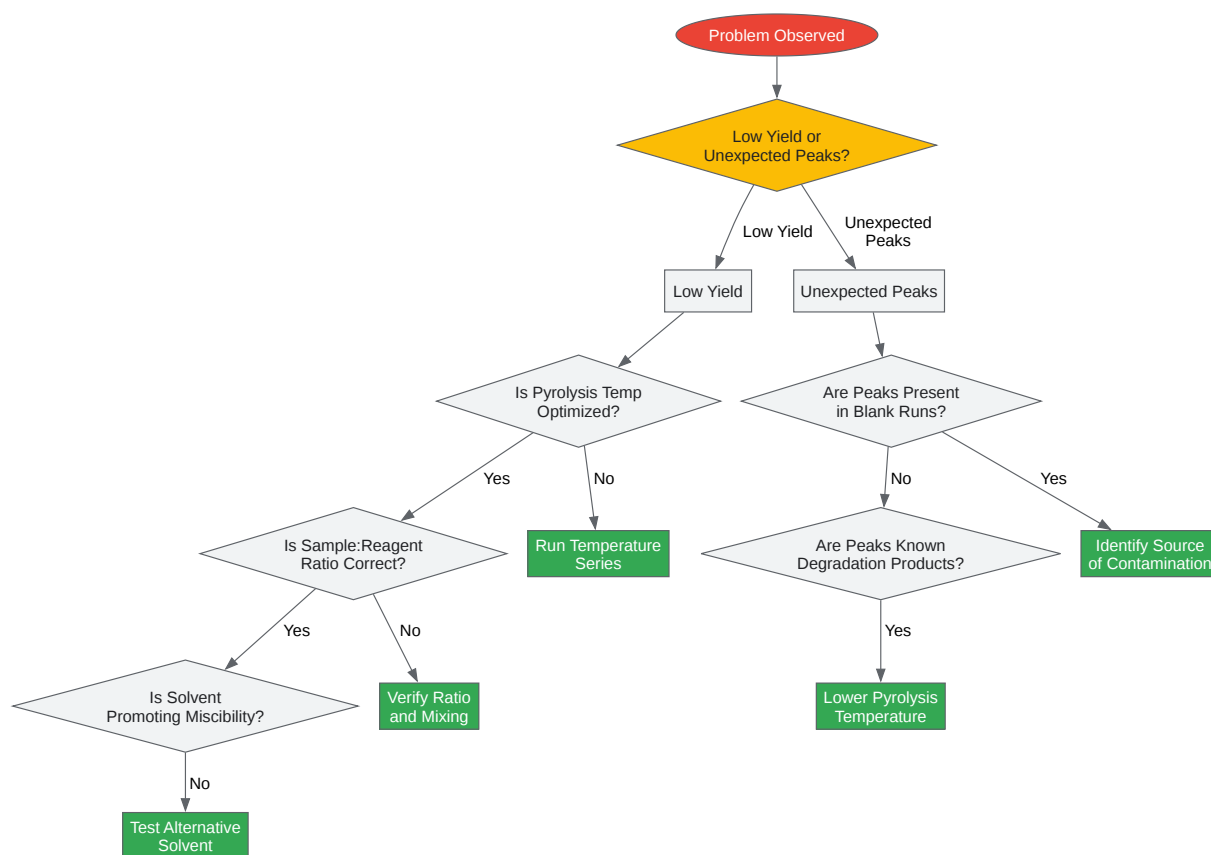 Problem Observed
Low Yield or
Unexpected Peaks?
Low Yield
Unexpected
Peaks
Low Yield
Unexpected Peaks
Is Pyrolysis Temp
Optimized?
Are Peaks Present
in Blank Runs?
Yes
No
No
Yes
Is Sample:Reagent
Ratio Correct?
Run Temperature
Series
Are Peaks Known
Degradation Products?
Identify Source
of Contamination
Yes
No
Yes
Is Solvent
Promoting Miscibility?
Verify Ratio
and Mixing
Lower Pyrolysis
Temperature
No
Test Alternative
Solvent